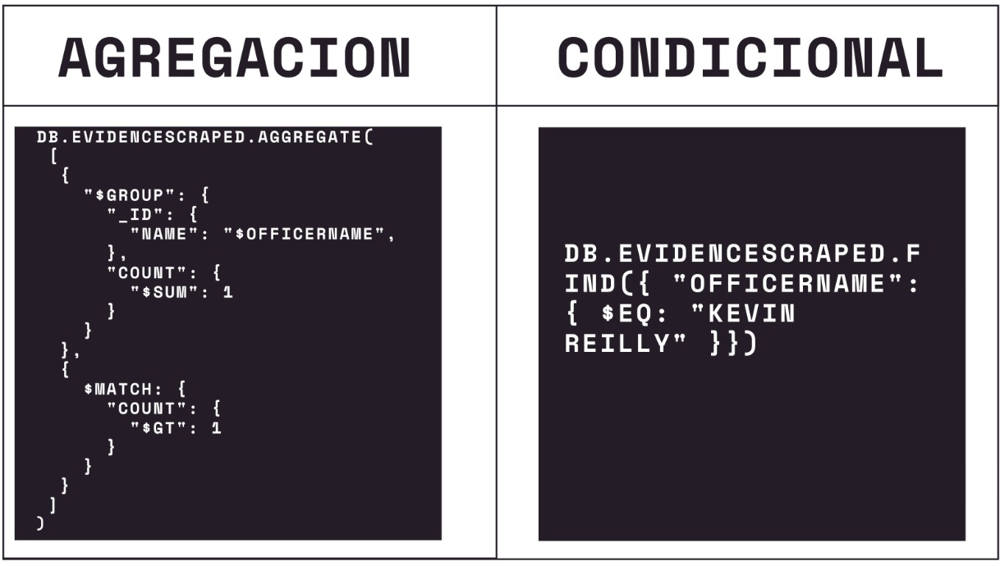 AGREGACION
CONDICIONAL
DB.EVIDENCESCRAPED.AGGREGATE(
[
{
"$GROUP": {
"_ID": {
"NAME": "$OFFICERNAME",
},
"COUNT": {
"$SUM": 1
}
}
},
{
$MATCH: {
"COUNT": {
"$GT": 1
}
}
}
]
)
DB.EVIDENCESCRAPED.F
IND({ "OFFICERNAME":
{ $EQ: "KEVIN
REILLY" }})